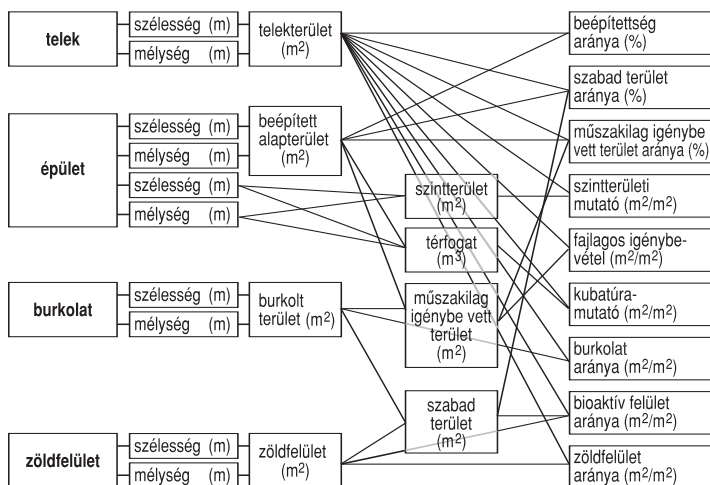 telek
szélesség (m)
mélység (m)
telekterület
(m2)
épület
szélesség (m)
mélység (m)
szélesség (m)
mélység (m)
beépített
alapterület
(m2)
burkolat
szélesség (m)
mélység (m)
burkolt
terület (m2)
zöldfelület
szélesség (m)
mélység (m)
zöldfelület
(m2)
szintterület
(m2)
térfogat
(m3)
műszakilag
igénybe vett
terület
(m2)
szabad
terület
(m2)
beépítettség
aránya (%)
szabad terület
aránya (%)
műszakilag igénybe
vett terület aránya (%)
szintterületi
mutató (m2/m2)
fajlagos igénybe-
vétel (m2/m2)
kubatúra-
mutató (m2/m2)
burkolat
aránya (m2/m2)
bioaktív felület
aránya (m2/m2)
zöldfelület
aránya (m2/m2)